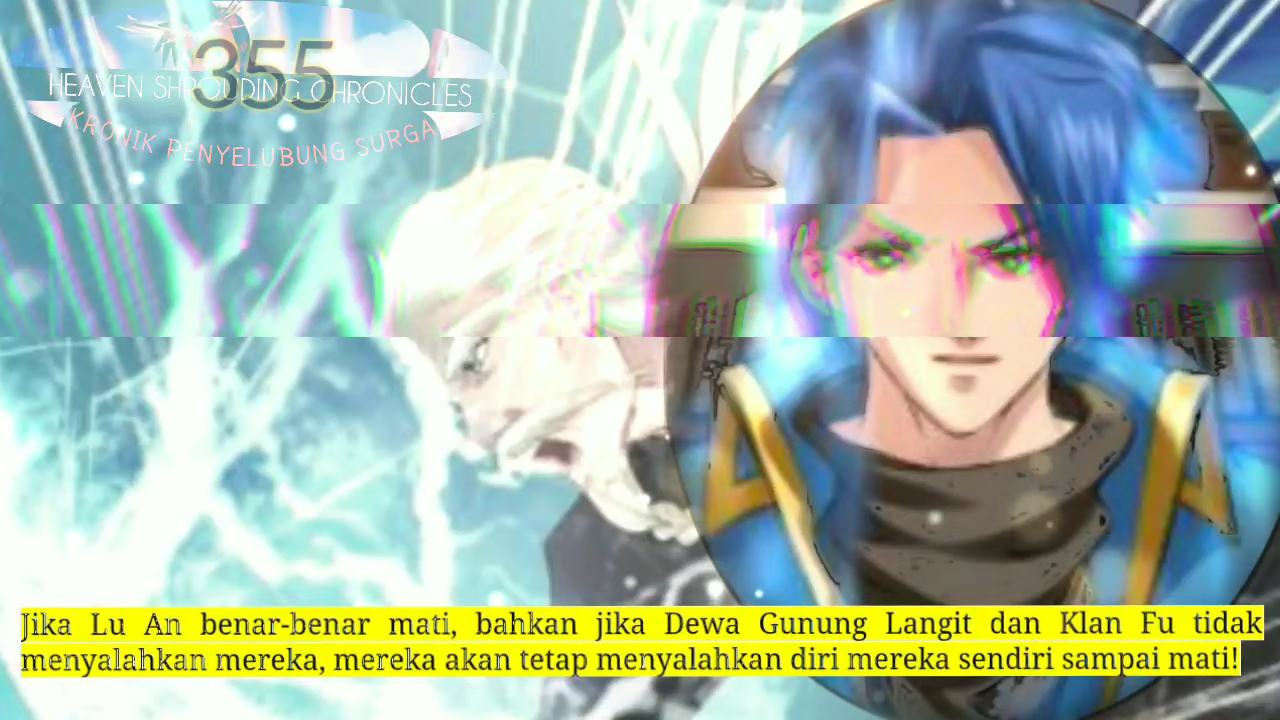 355
HEAVEN SHROUDING CHRONICLES
KRONIK PENYELUBUNG SURGA
Jika Lu An benar-benar mati, bahkan jika Dewa Gunung Langit dan Klan Fu tidak
menyalahkan mereka, mereka akan tetap menyalahkan diri mereka sendiri sampai mati!